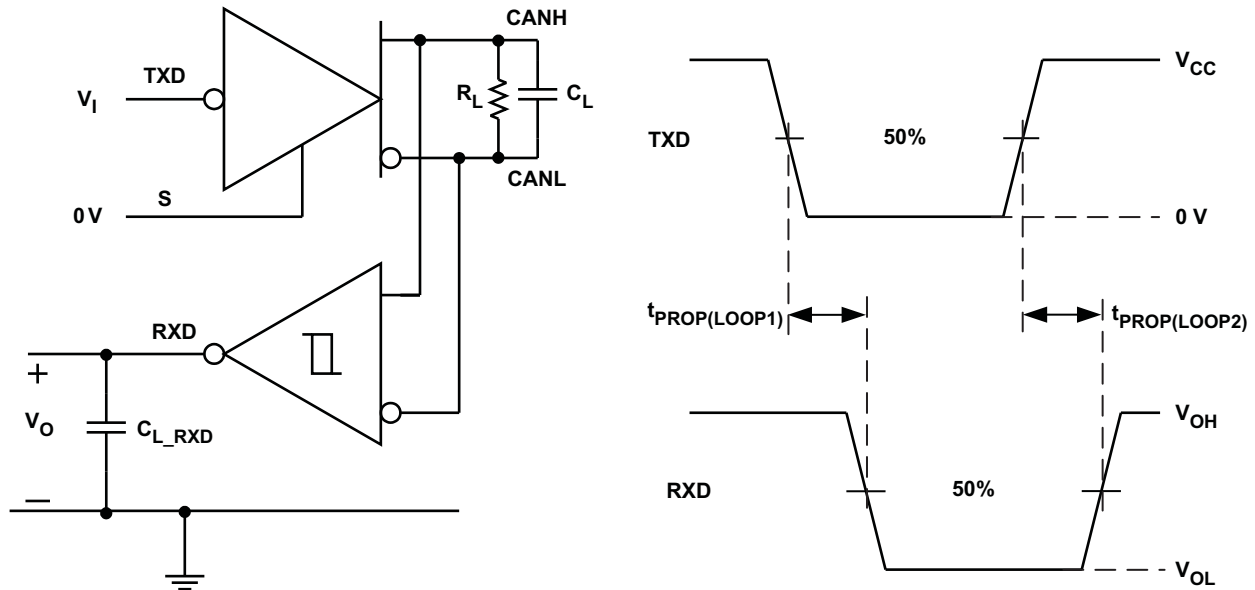 CANH
TXD
V_I
R_L
C_L
S
CANL
0 V
RXD
+
V_O
C_L_RXD
−
V_CC
TXD
50%
0 V
t_PROP(LOOP1)
t_PROP(LOOP2)
V_OH
RXD
50%
V_OL